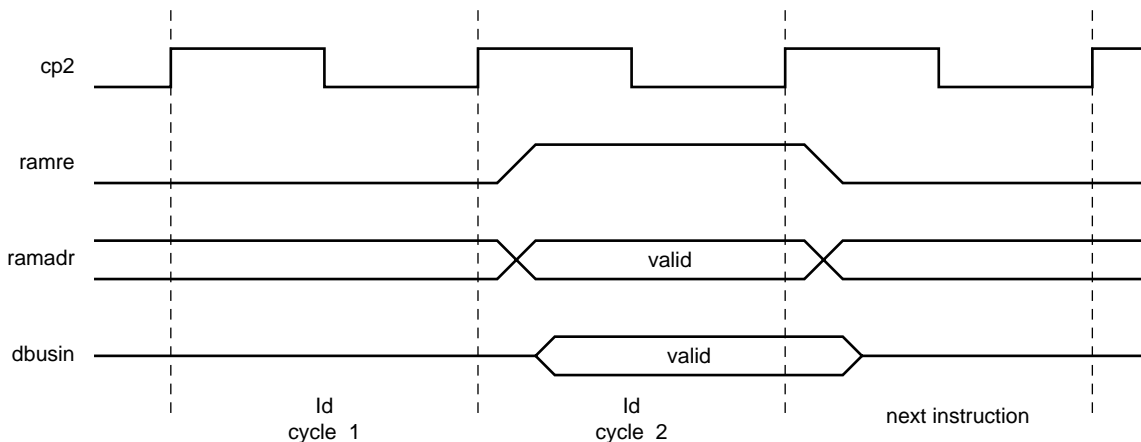 cp2
ramre
ramadr
valid
dbusin
valid
ld
cycle 1
ld
cycle 2
next instruction